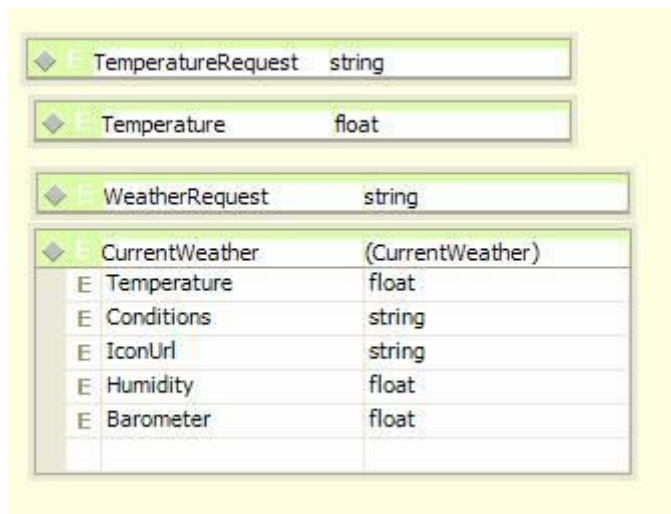 E TemperatureRequest string
E Temperature float
E WeatherRequest string
E CurrentWeather (CurrentWeather)
E Temperature float
E Conditions string
E IconUrl string
E Humidity float
E Barometer float